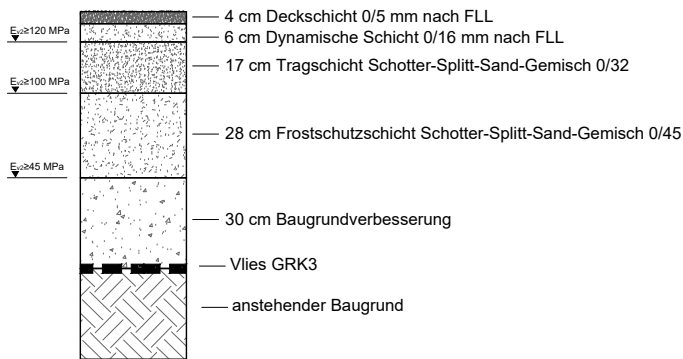 4 cm Deckschicht 0/5 mm nach FLL
6 cm Dynamische Schicht 0/16 mm nach FLL
Ev2≥120 MPa
17 cm Tragschicht Schotter-Splitt-Sand-Gemisch 0/32
Ev2≥100 MPa
28 cm Frostschutzschicht Schotter-Splitt-Sand-Gemisch 0/45
Ev2≥45 MPa
30 cm Baugrundverbesserung
Vlies GRK3
anstehender Baugrund